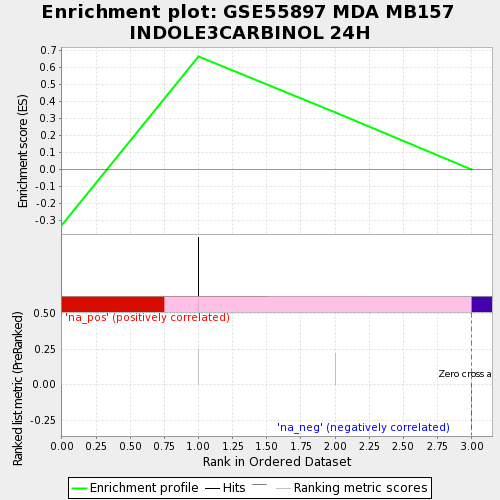 Enrichment plot: GSE55897 MDA MB157
INDOLE3CARBINOL 24H
Enrichment score (ES)
0.7
0.6
0.5
0.4
0.3
0.2
0.1
0.0
-0.1
-0.2
-0.3
Ranked list metric (PreRanked)
0.50
0.25
0.00
-0.25
'na_pos' (positively correlated)
Zero cross a
'na_neg' (negatively correlated)
0.00 0.25 0.50 0.75 1.00 1.25 1.50 1.75 2.00 2.25 2.50 2.75 3.00
Rank in Ordered Dataset
Enrichment profile Hits Ranking metric scores